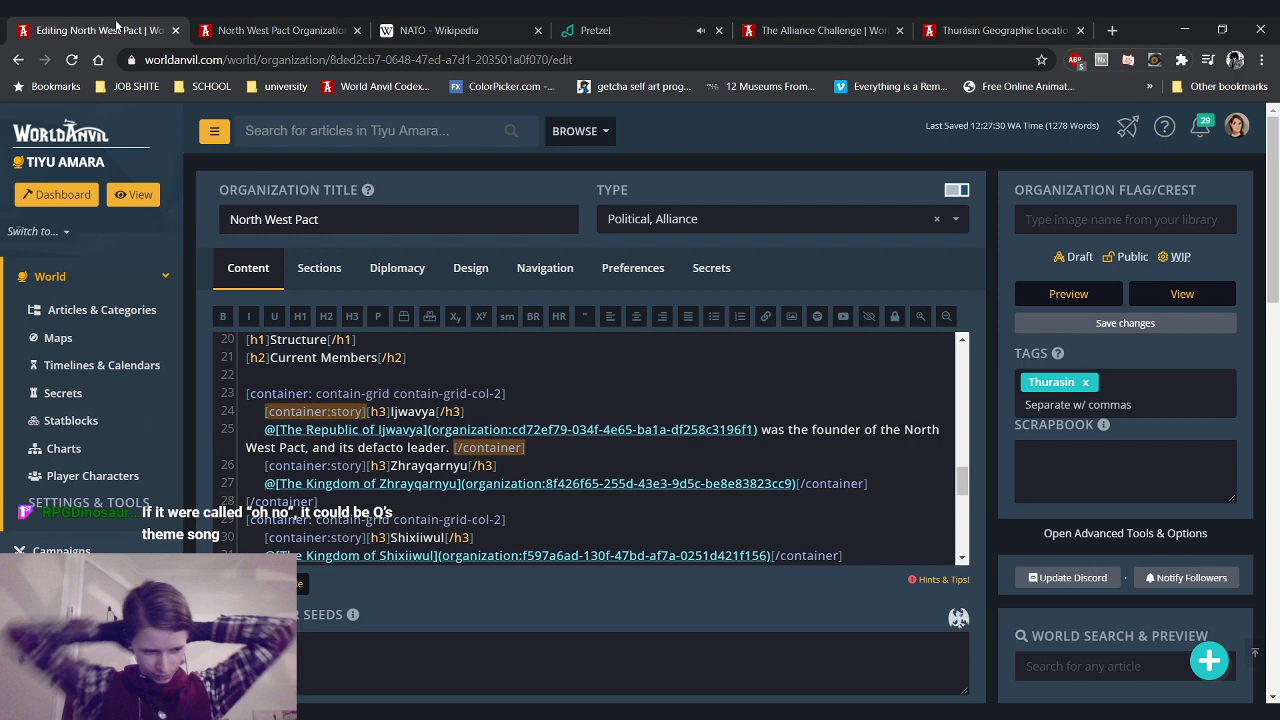 Editing North West Pact | Wo
North West Pact Organization
NATO - Wikipedia
Pretzel
The Alliance Challenge | World
Thurásin Geographic Locatio
worldanvil.com/world/organization/8ded2cb7-0648-47ed-a7d1-203501a0f070/edit
Bookmarks
JOB SHITE
SCHOOL
university
World Anvil Codex...
ColorPicker.com -...
getcha self art prog...
12 Museums From...
Everything is a Rem...
Free Online Animat...
Other bookmarks
WORLDANVIL
TIYU AMARA
Dashboard
View
Switch to...
World
Articles & Categories
Maps
Timelines & Calendars
Secrets
Statblocks
Charts
Player Characters
SETTINGS & TOOLS
Campaigns
Search for articles in Tiyu Amara...
BROWSE
Last Saved 12:27:30 WA Time (1278 Words)
29
ORGANIZATION TITLE
North West Pact
TYPE
Political, Alliance
Content
Sections
Diplomacy
Design
Navigation
Preferences
Secrets
B I U H1 H2 H3 P
sm BR HR
20 [h1]Structure[/h1]
21 [h2]Current Members[/h2]
22
23 [container: contain-grid contain-grid-col-2]
24 [container:story][h3]Ijwavya[/h3]
25 @[The Republic of Ijwavya](organization:cd72ef79-034f-4e65-ba1a-df258c3196f1) was the founder of the North
West Pact, and its defacto leader. [/container]
26 [container:story][h3]Zhrayqarnyu[/h3]
27 @[The Kingdom of Zhrayqarnyu](organization:8f426f65-255d-43e3-9d5c-be8e83823cc9)[/container]
28 [/container]
[container: contain-grid contain-grid-col-2]
30 [container:story][h3]Shixiiwul[/h3]
@[The Kingdom of Shixiiwul](organization:f597a6ad-130f-47bd-af7a-0251d421f156)[/container]
RPGDinosaur... If it were called "oh no", it could be Q's
theme song
Hints & Tips!
SEEDS
ORGANIZATION FLAG/CREST
Type image name from your library
Draft
Public
WIP
Preview
View
Save changes
TAGS
Thurasin x
Separate w/ commas
SCRAPBOOK
Open Advanced Tools & Options
Update Discord
Notify Followers
WORLD SEARCH & PREVIEW
Search for any article